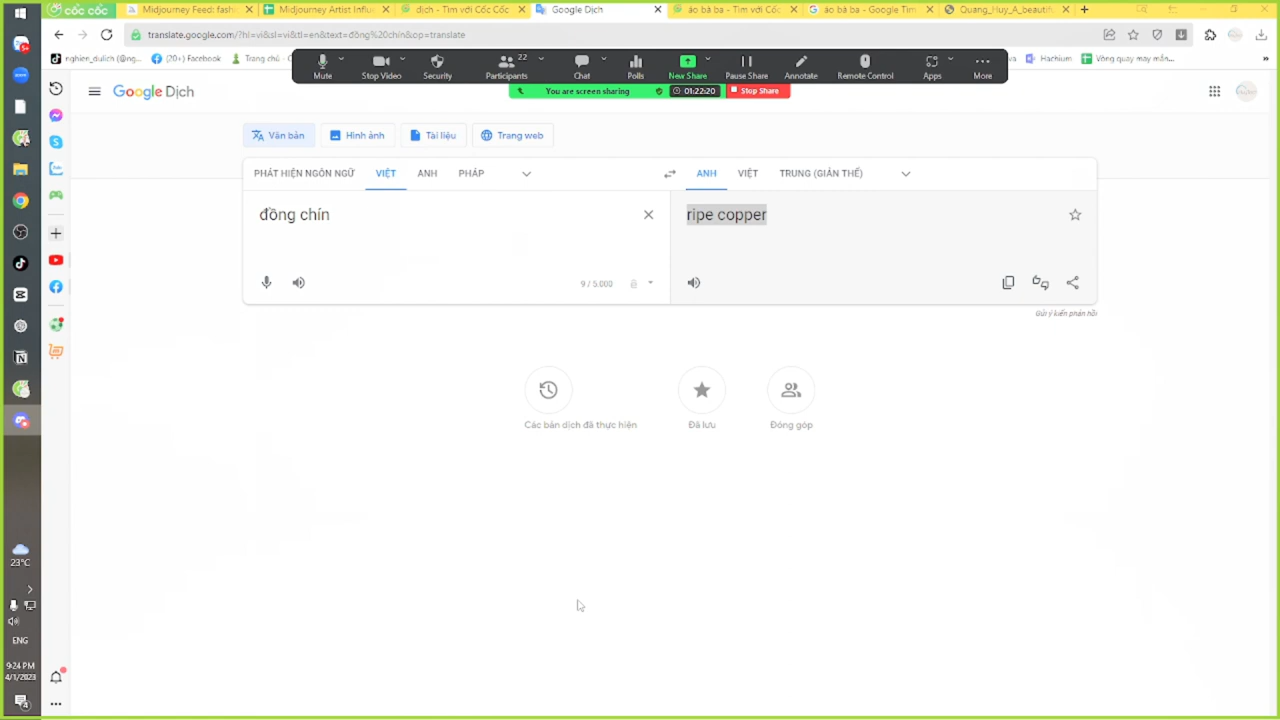 cốc cốc
Midjourney Feed: fash
Midjourney Artist Influ
dịch - Tìm với Cốc Cốc
Google Dịch
áo bà ba - Tìm với Cố
áo bà ba - Google Tìm
Quang_Huy_A_beautif
translate.google.com/?hl=vi&sl=vi&tl=en&text=đồng%20chín&op=translate
nghien_dulich (@ng...
(20+) Facebook
Trang chủ - C
Hachium
Vòng quay may mắn...
Mute
Stop Video
Security
Participants
22
Chat
Polls
New Share
Pause Share
Annotate
Remote Control
Apps
More
You are screen sharing
01:22:20
Stop Share
Google Dịch
Văn bản
Hình ảnh
Tài liệu
Trang web
PHÁT HIỆN NGÔN NGỮ
VIỆT
ANH
PHÁP
ANH
VIỆT
TRUNG (GIẢN THỂ)
đồng chín
ripe copper
9 / 5.000
Gửi ý kiến phản hồi
Các bản dịch đã thực hiện
Đã lưu
Đóng góp
23°C
ENG
9:24 PM
4/1/2023
4